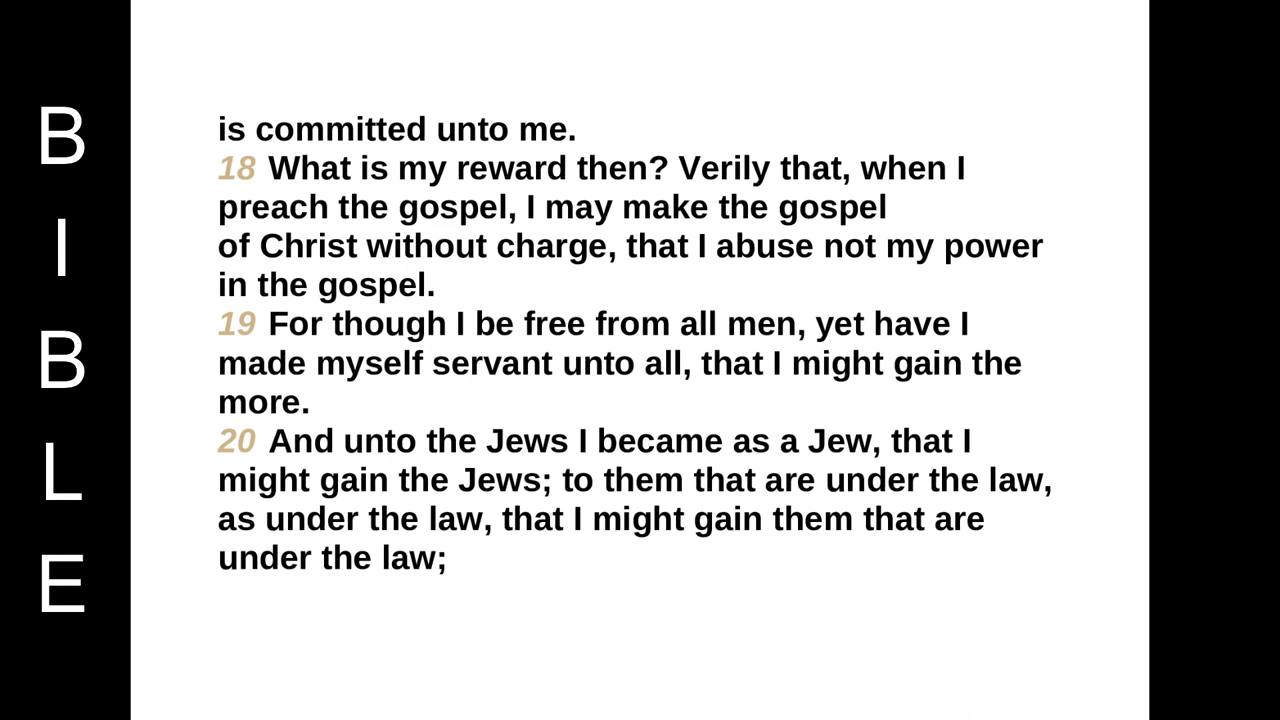 BIBLE
is committed unto me.
18 What is my reward then? Verily that, when I
preach the gospel, I may make the gospel
of Christ without charge, that I abuse not my power
in the gospel.
19 For though I be free from all men, yet have I
made myself servant unto all, that I might gain the
more.
20 And unto the Jews I became as a Jew, that I
might gain the Jews; to them that are under the law,
as under the law, that I might gain them that are
under the law;